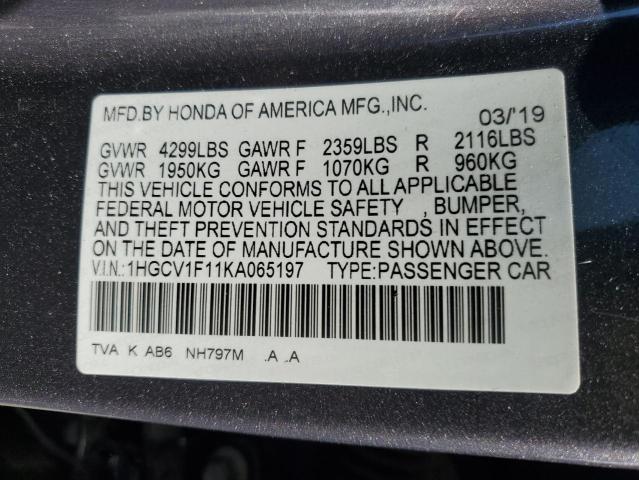 MFD.BY HONDA OF AMERICA MFG.,INC. 03/'19
GVWR 4299LBS GAWR F 2359LBS R 2116LBS
GVWR 1950KG GAWR F 1070KG R 960KG
THIS VEHICLE CONFORMS TO ALL APPLICABLE
FEDERAL MOTOR VEHICLE SAFETY , BUMPER,
AND THEFT PREVENTION STANDARDS IN EFFECT
ON THE DATE OF MANUFACTURE SHOWN ABOVE.
V.I.N.:1HGCV1F11KA065197 TYPE:PASSENGER CAR
TVA K AB6 NH797M .A .A